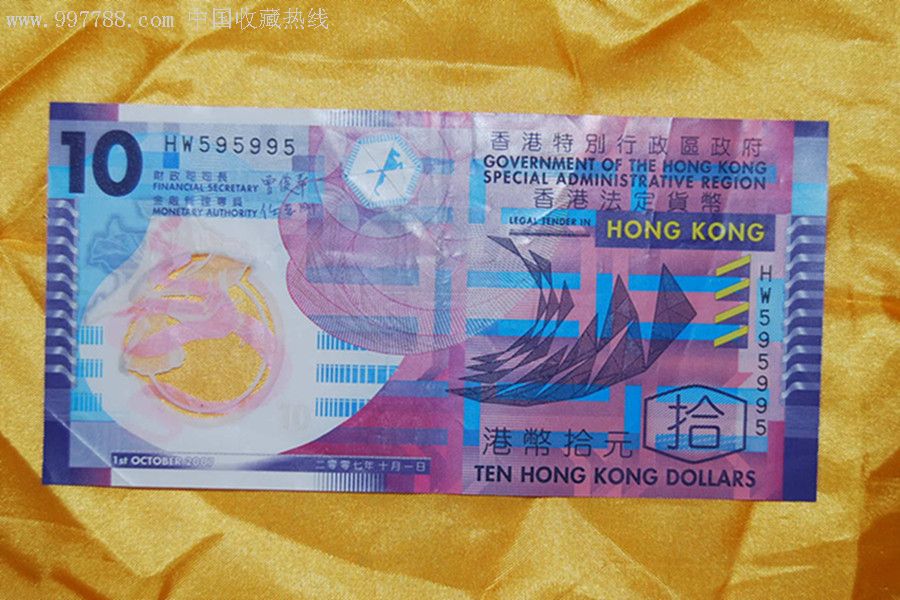 www.997788.com 中国收藏热线
10
HW595995
財政司司長
FINANCIAL SECRETARY
金融管理專員
MONETARY AUTHORITY
香港特別行政區政府
GOVERNMENT OF THE HONG KONG
SPECIAL ADMINISTRATIVE REGION
香港法定貨幣
LEGAL TENDER IN
HONG KONG
HW595995
10
拾
港幣拾元
TEN HONG KONG DOLLARS
1st OCTOBER 2007
二零零七年十月一日